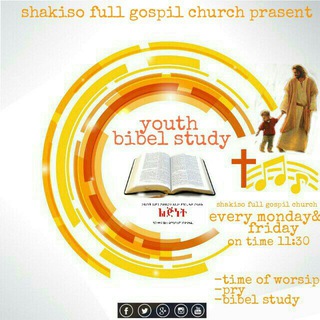 shakiso full gospil church prasent
youth
bibel study
shakiso full gospil church
every monday&
friday
on time 11:30
-time of worsip
-pry
-bibel study